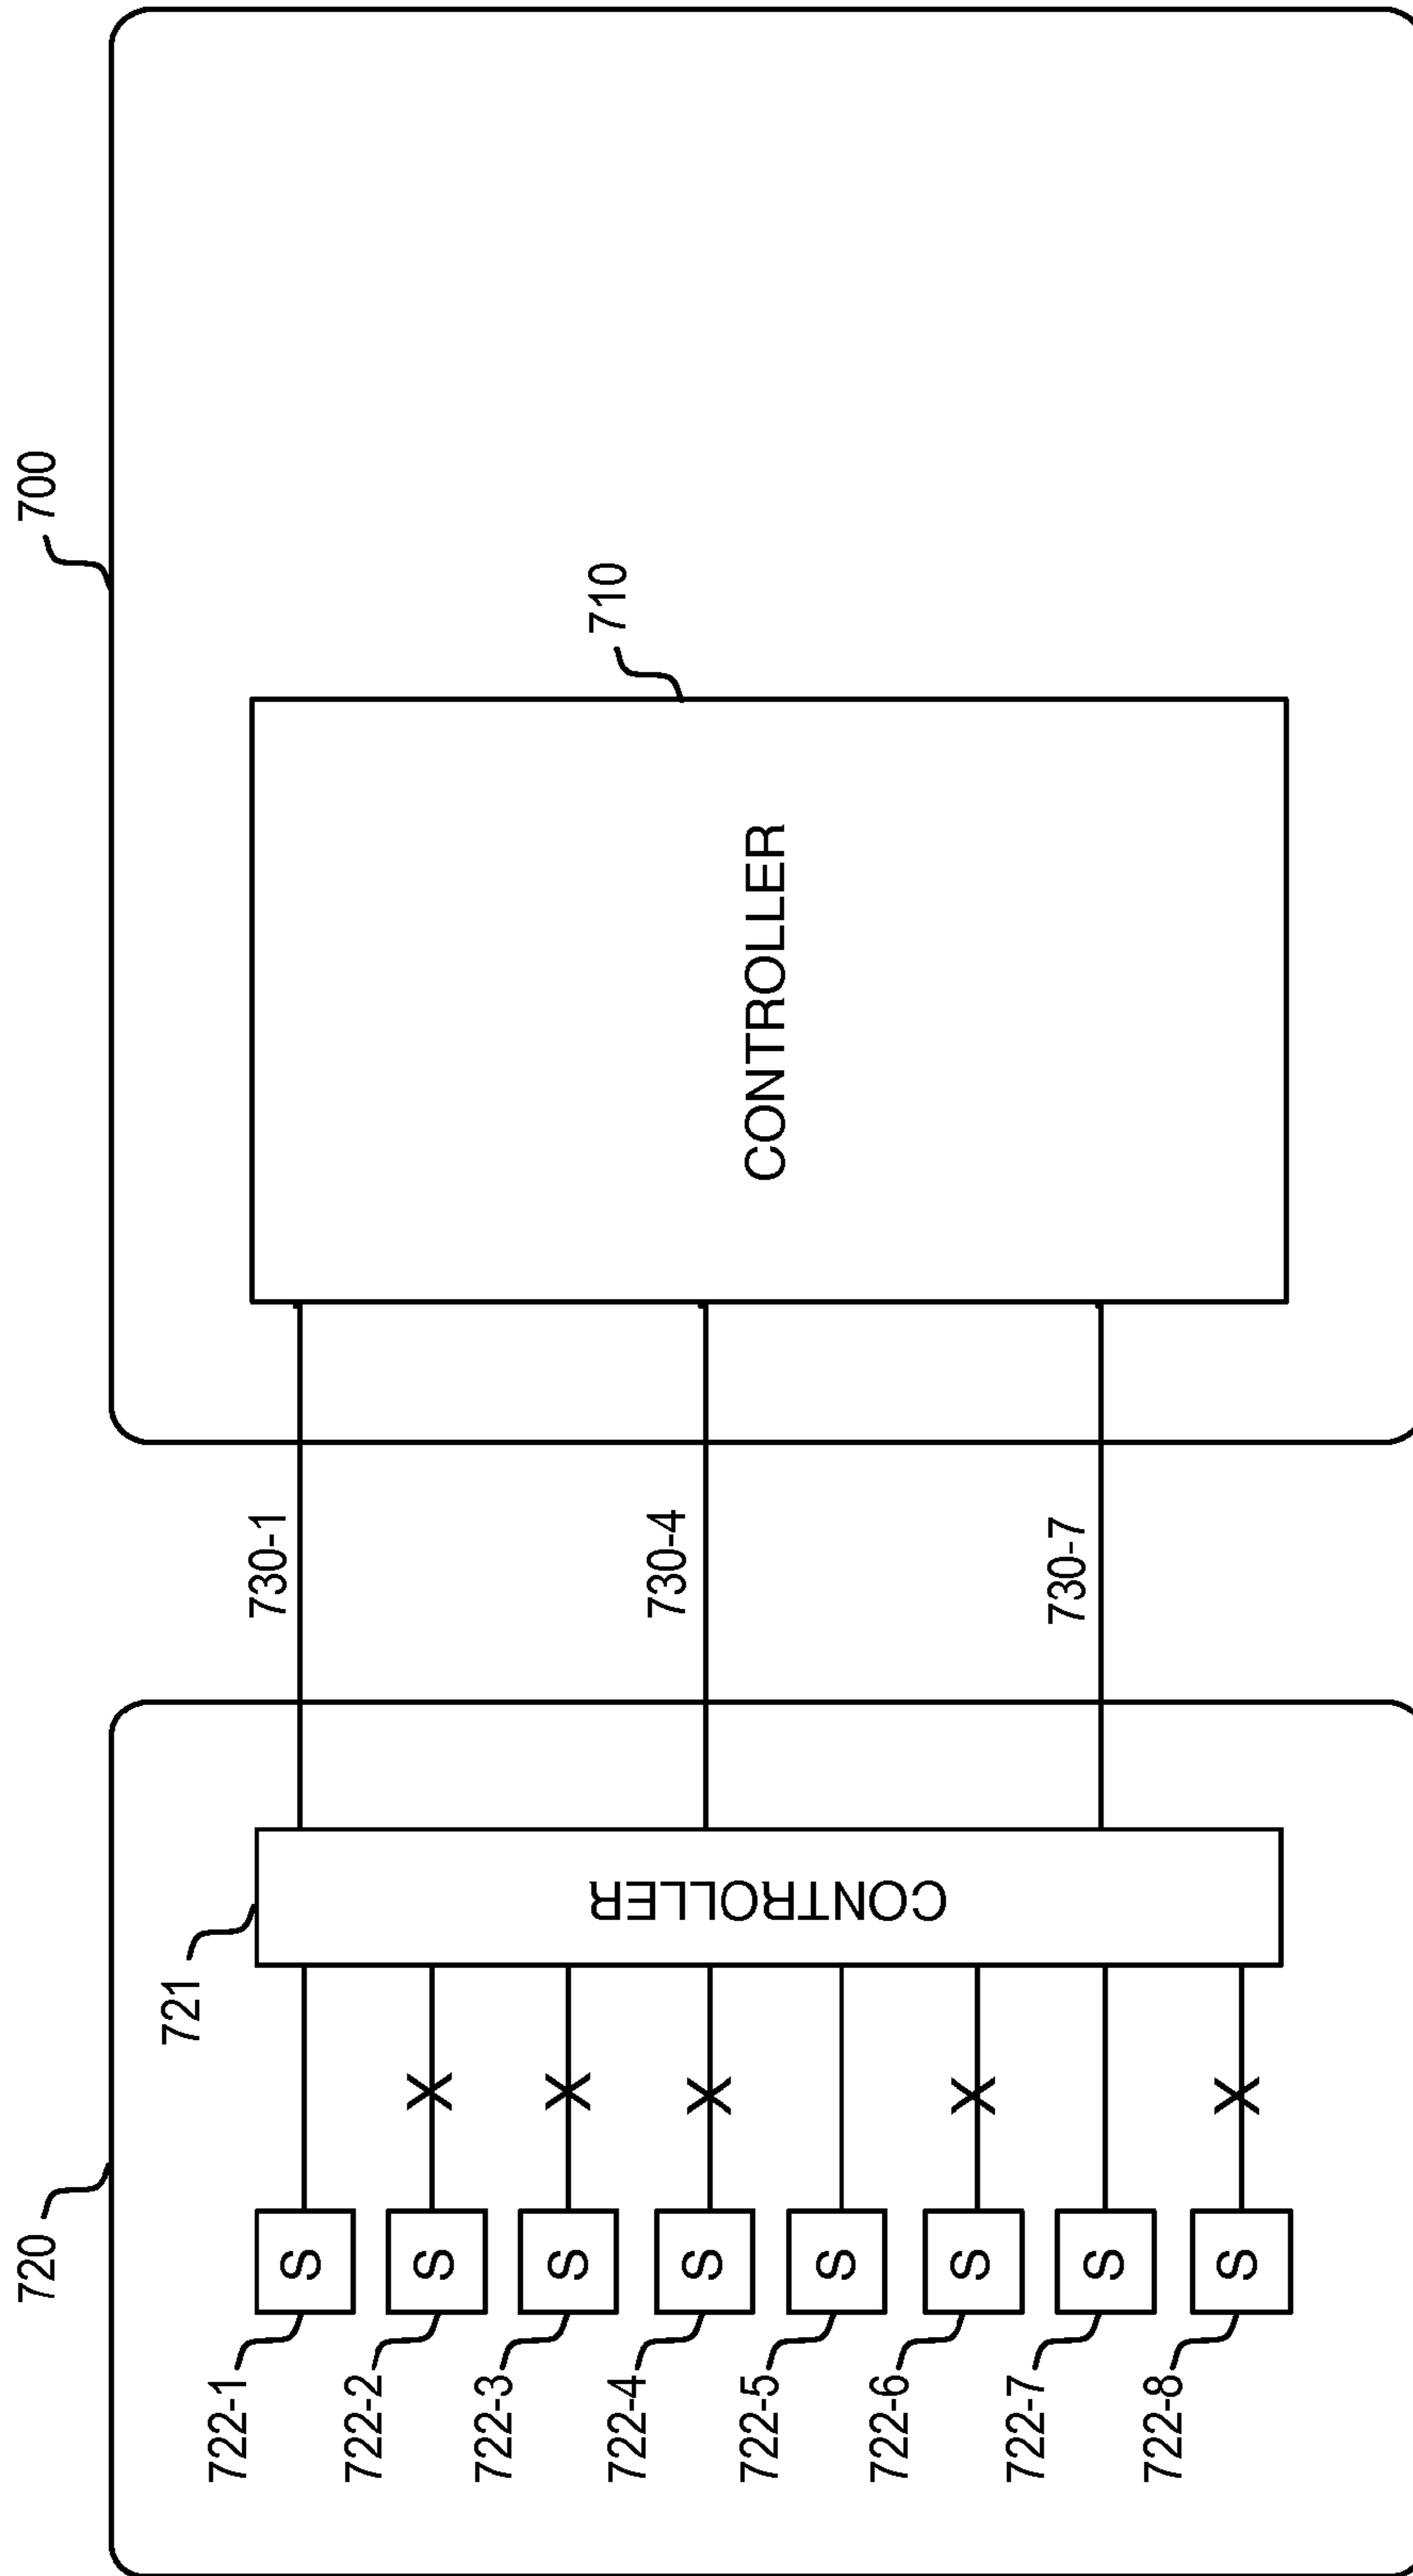 700
710
CONTROLLER
730-1
730-4
730-7
720
721
CONTROLLER
S
S
S
S
S
S
S
S
722-1
722-2
722-3
722-4
722-5
722-6
722-7
722-8
X
X
X
X
X